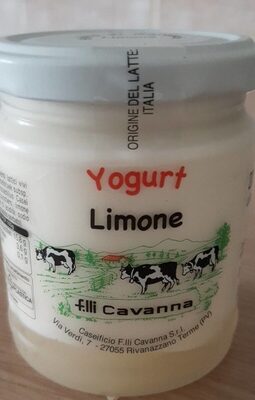 ORIGINE DEL LATTE
ITALIA
Yogurt
Limone
f.lli Cavanna
Caseificio F.lli Cavanna S.r.l.
Via Verdi, 7 - 27055 Rivanazzano Terme (PV)